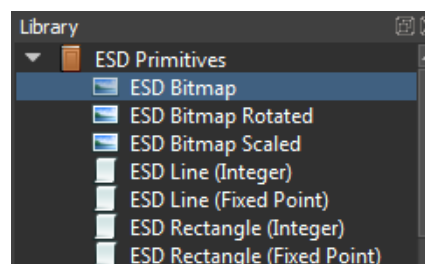 Library
ESD Primitives
ESD Bitmap
ESD Bitmap Rotated
ESD Bitmap Scaled
ESD Line (Integer)
ESD Line (Fixed Point)
ESD Rectangle (Integer)
ESD Rectangle (Fixed Point)